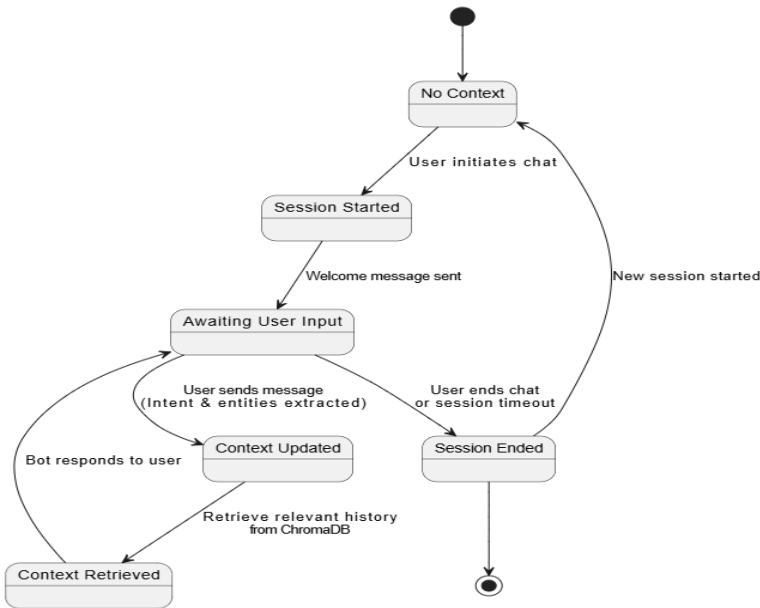 No Context
User initiates chat
Session Started
Welcome message sent
New session started
Awaiting User Input
User sends message
(Intent & entities extracted)
User ends chat
or session timeout
Bot responds to user
Context Updated
Session Ended
Retrieve relevant history
from ChromaDB
Context Retrieved